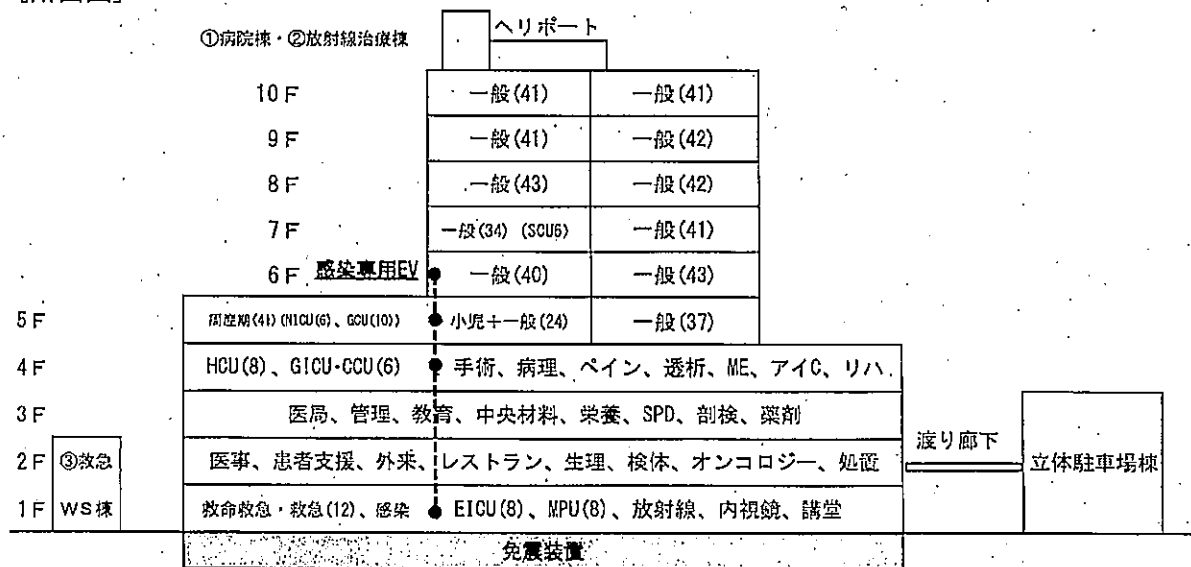 ヘリポート
①病院棟・②放射線治療棟
10F 一般(41) 一般(41)
9F 一般(41) 一般(42)
8F 一般(43) 一般(42)
7F 一般(34) (SCU6) 一般(41)
6F 感染専用EV 一般(40) 一般(43)
5F 周産期(41)(NICU(6)、GCU(10)) 小児+一般(24) 一般(37)
4F HCU(8)、GICU・CCU(6) 手術、病理、ペイン、透析、ME、アイC、リハ
3F 医局、管理、教育、中央材料、栄養、SPD、剖検、薬剤
渡り廊下
2F ③救急 医事、患者支援、外来、レストラン、生理、検体、オンコロジー、処置 立体駐車場棟
1F WS棟 救命救急・救急(12)、感染 EICU(8)、MPU(8)、放射線、内視鏡、講堂
免震装置